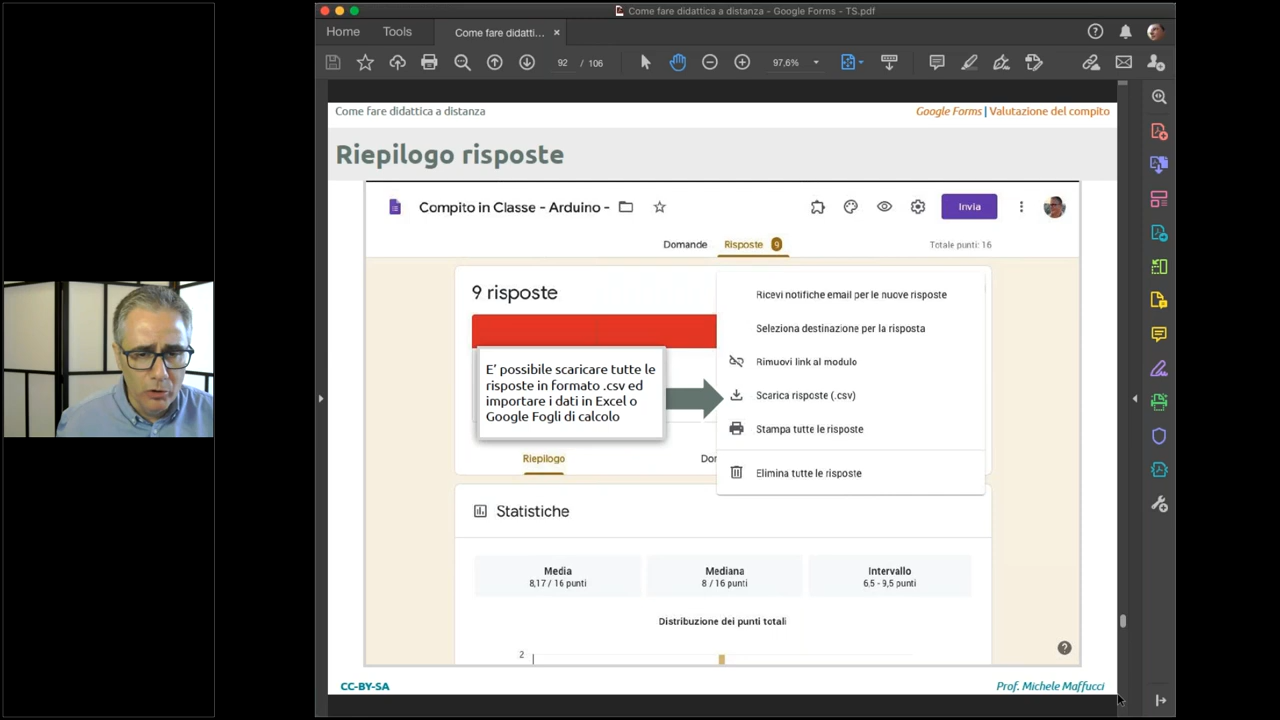 Come fare didattica a distanza - Google Forms - TS.pdf
Home
Tools
Come fare didatti...
92 / 106
97,6%
Come fare didattica a distanza
Google Forms | Valutazione del compito
Riepilogo risposte
Compito in Classe - Arduino -
Invia
Domande
Risposte 9
Totale punti: 16
9 risposte
Ricevi notifiche email per le nuove risposte
Seleziona destinazione per la risposta
Rimuovi link al modulo
Scarica risposte (.csv)
Stampa tutte le risposte
Elimina tutte le risposte
E' possibile scaricare tutte le
risposte in formato .csv ed
importare i dati in Excel o
Google Fogli di calcolo
Riepilogo
Dor
Statistiche
Media
8,17 / 16 punti
Mediana
8 / 16 punti
Intervallo
6,5 - 9,5 punti
Distribuzione dei punti totali
2
CC-BY-SA
Prof. Michele Maffucci